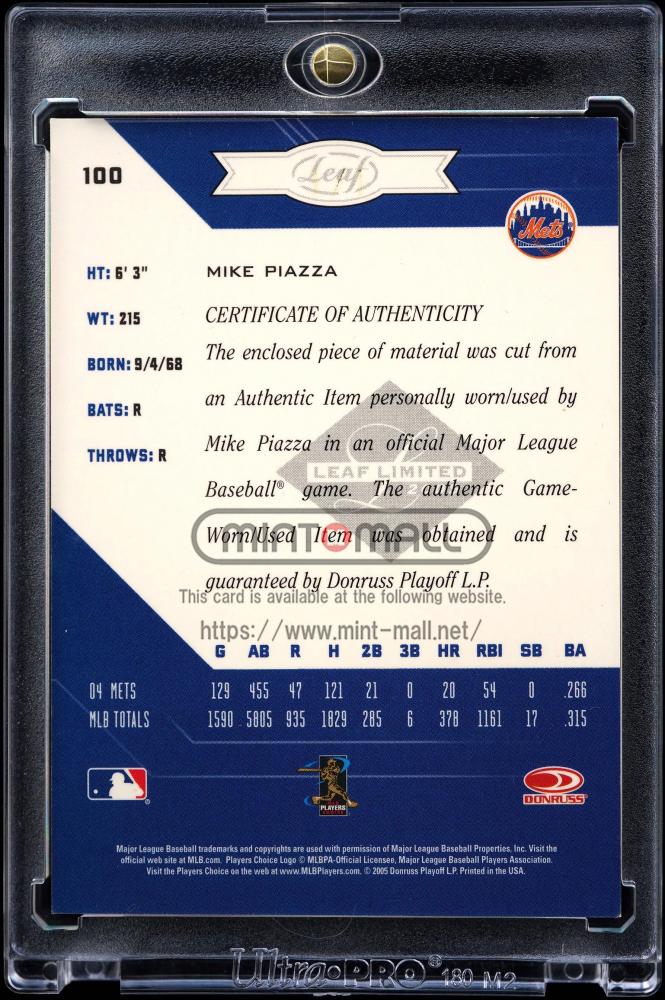 100
Leaf
Mets
HT: 6' 3"
WT: 215
BORN: 9/4/68
BATS: R
THROWS: R
MIKE PIAZZA
CERTIFICATE OF AUTHENTICITY
The enclosed piece of material was cut from
an Authentic Item personally worn/used by
Mike Piazza in an official Major League
Baseball® game. The authentic Game-
Worn/Used Item was obtained and is
guaranteed by Donruss Playoff L.P.
LEAF LIMITED
MINT MALL
This card is available at the following website.
https://www.mint-mall.net/
G AB R H 2B 3B HR RBI SB BA
04 METS 129 455 47 121 21 0 20 54 0 .266
MLB TOTALS 1590 5805 935 1829 285 6 378 1161 17 .315
PLAYERS
CHOICE
DONRUSS
Major League Baseball trademarks and copyrights are used with permission of Major League Baseball Properties, Inc. Visit the
official web site at MLB.com. Players Choice Logo © MLBPA-Official Licensee, Major League Baseball Players Association.
Visit the Players Choice on the web at www.MLBPlayers.com. © 2005 Donruss Playoff L.P. Printed in the USA.
Ultra•PRO® 180 M2